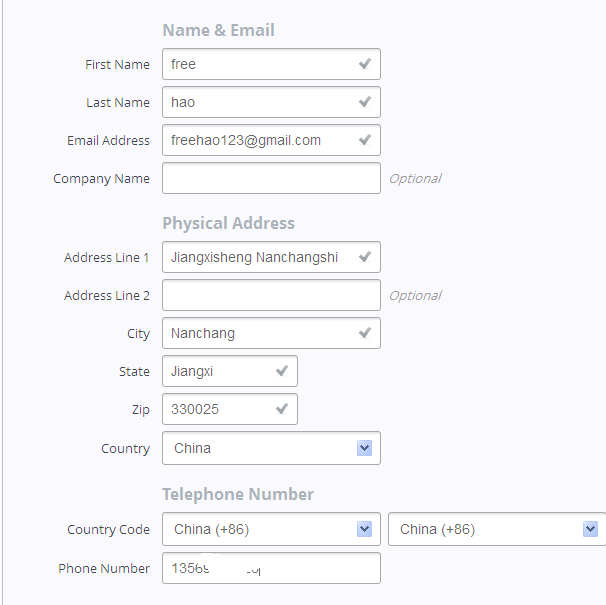 Name & Email
First Name free
Last Name hao
Email Address freehao123@gmail.com
Company Name Optional
Physical Address
Address Line 1 Jiangxisheng Nanchangshi
Address Line 2 Optional
City Nanchang
State Jiangxi
Zip 330025
Country China
Telephone Number
Country Code China (+86) China (+86)
Phone Number